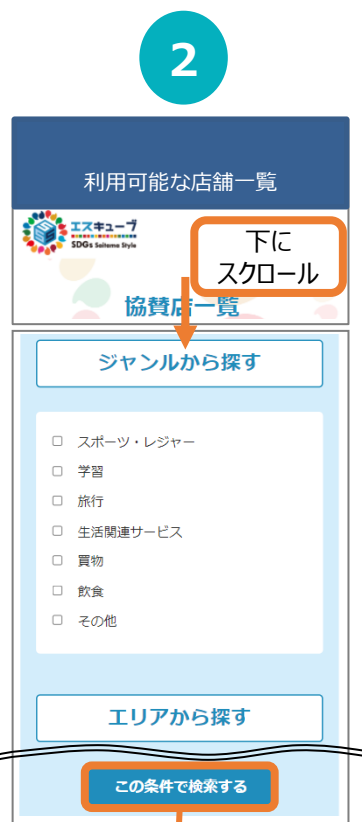 2
利用可能な店舗一覧
エスキューブ
SDGs Saitama Style
下に
スクロール
協賛店一覧
ジャンルから探す
スポーツ・レジャー
学習
旅行
生活関連サービス
買物
飲食
その他
エリアから探す
この条件で検索する